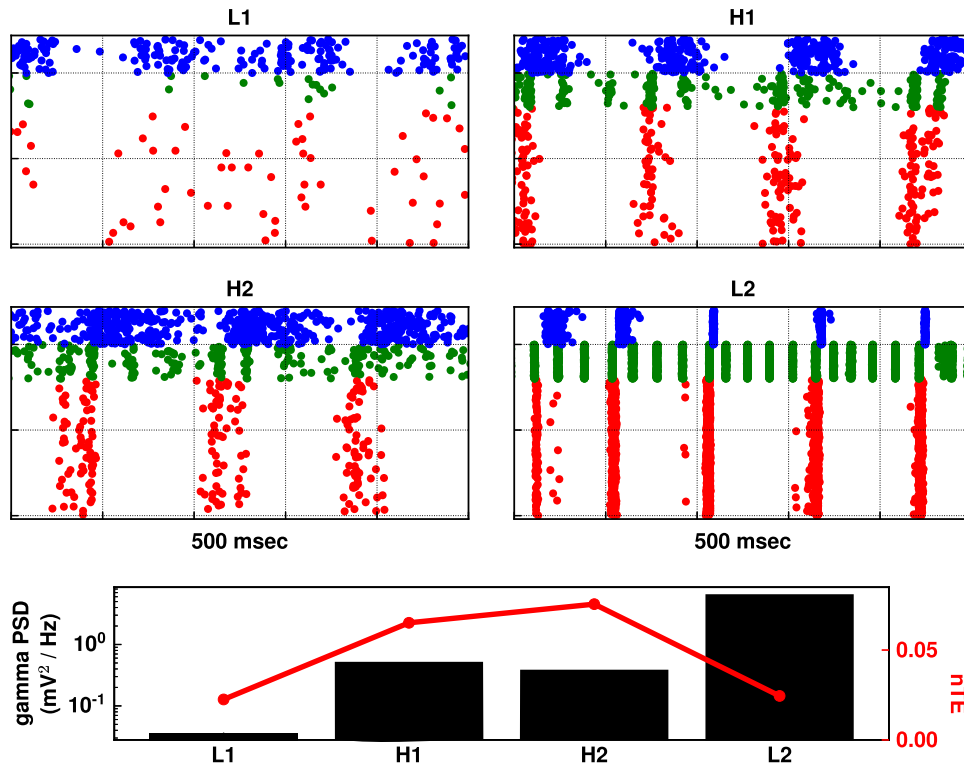 L1
H1
H2
L2
500 msec
500 msec
gamma PSD
(mV² / Hz)
10⁰
10⁻¹
0.05
0.00
nTE
L1
H1
H2
L2